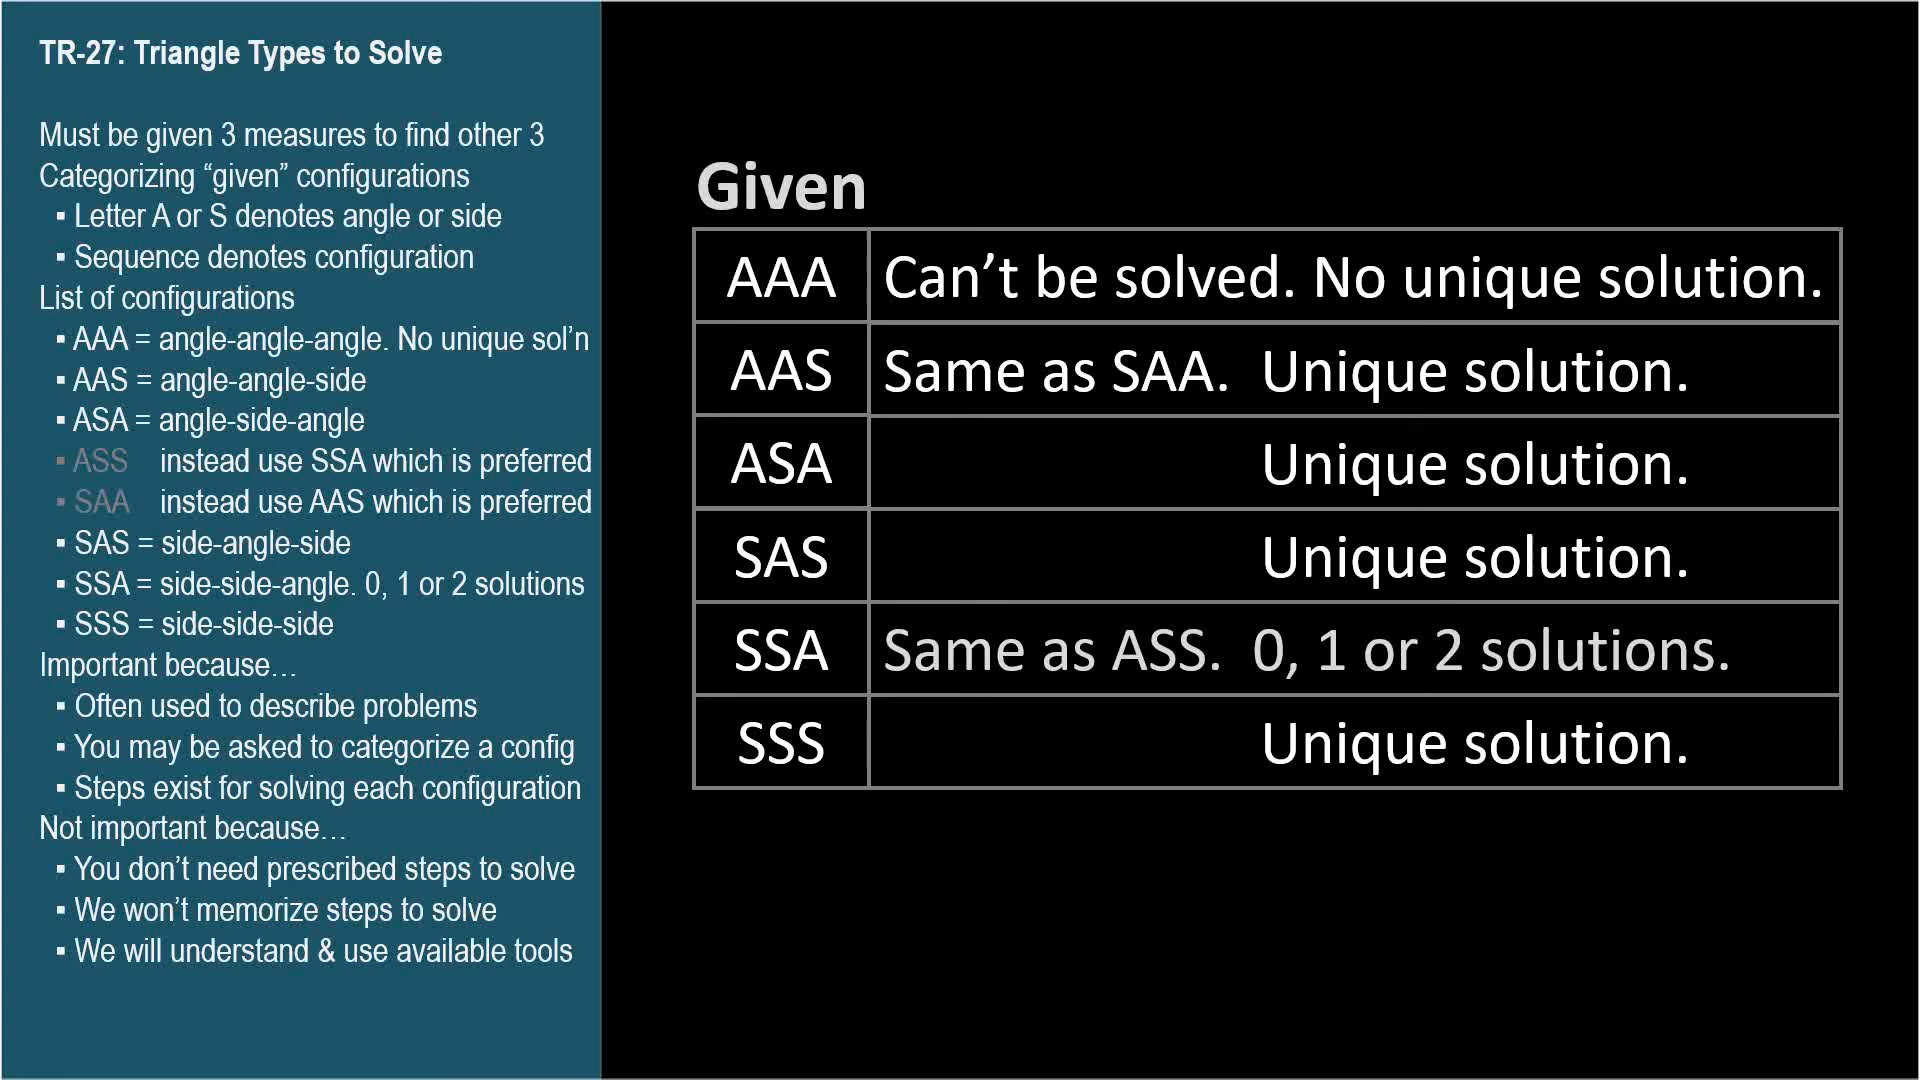 TR-27: Triangle Types to Solve
Must be given 3 measures to find other 3
Categorizing “given” configurations
▪ Letter A or S denotes angle or side
▪ Sequence denotes configuration
List of configurations
▪ AAA = angle-angle-angle. No unique sol’n
▪ AAS = angle-angle-side
▪ ASA = angle-side-angle
▪ ASS instead use SSA which is preferred
▪ SAA instead use AAS which is preferred
▪ SAS = side-angle-side
▪ SSA = side-side-angle. 0, 1 or 2 solutions
▪ SSS = side-side-side
Important because…
▪ Often used to describe problems
▪ You may be asked to categorize a config
▪ Steps exist for solving each configuration
Not important because…
▪ You don’t need prescribed steps to solve
▪ We won’t memorize steps to solve
▪ We will understand & use available tools
Given
AAA Can’t be solved. No unique solution.
AAS Same as SAA. Unique solution.
ASA Unique solution.
SAS Unique solution.
SSA Same as ASS. 0, 1 or 2 solutions.
SSS Unique solution.